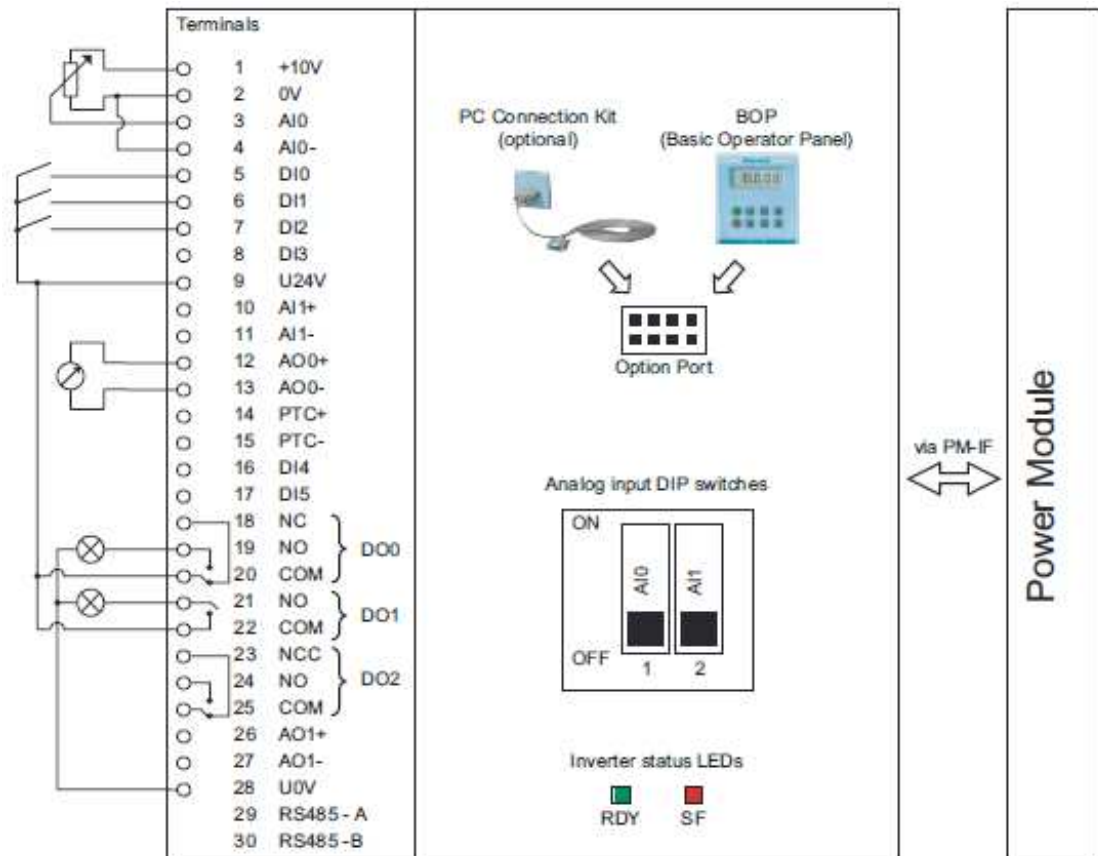 Terminals
1 +10V
2 0V
3 AI0
4 AI0-
5 DI0
6 DI1
7 DI2
8 DI3
9 U24V
10 AI1+
11 AI1-
12 AO0+
13 AO0-
14 PTC+
15 PTC-
16 DI4
17 DI5
18 NC
19 NO
20 COM
DO0
21 NO
22 COM
DO1
23 NCC
24 NO
25 COM
DO2
26 AO1+
27 AO1-
28 U0V
29 RS485-A
30 RS485-B
PC Connection Kit
(optional)
BOP
(Basic Operator Panel)
Option Port
Analog input DIP switches
ON
AI0
AI1
OFF
1 2
Inverter status LEDs
RDY SF
via PM-IF
Power Module